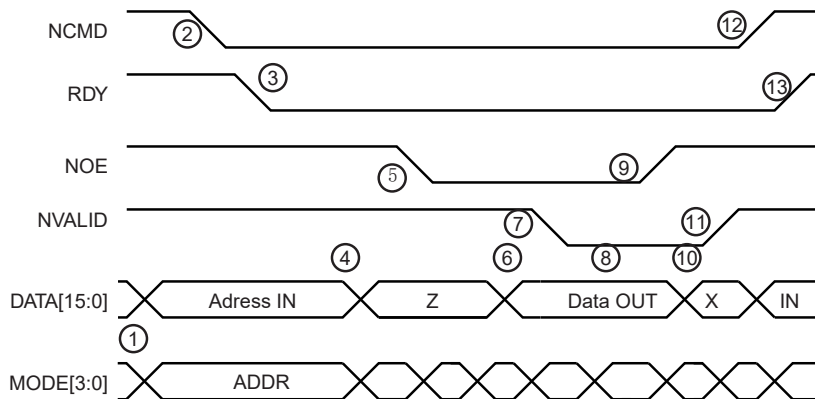 NCMD
②
⑫
RDY
③
⑬
NOE
⑤
⑨
NVALID
⑦
⑪
④
⑥
⑧
⑩
DATA[15:0]
Adress IN
Z
Data OUT
X
IN
①
MODE[3:0]
ADDR